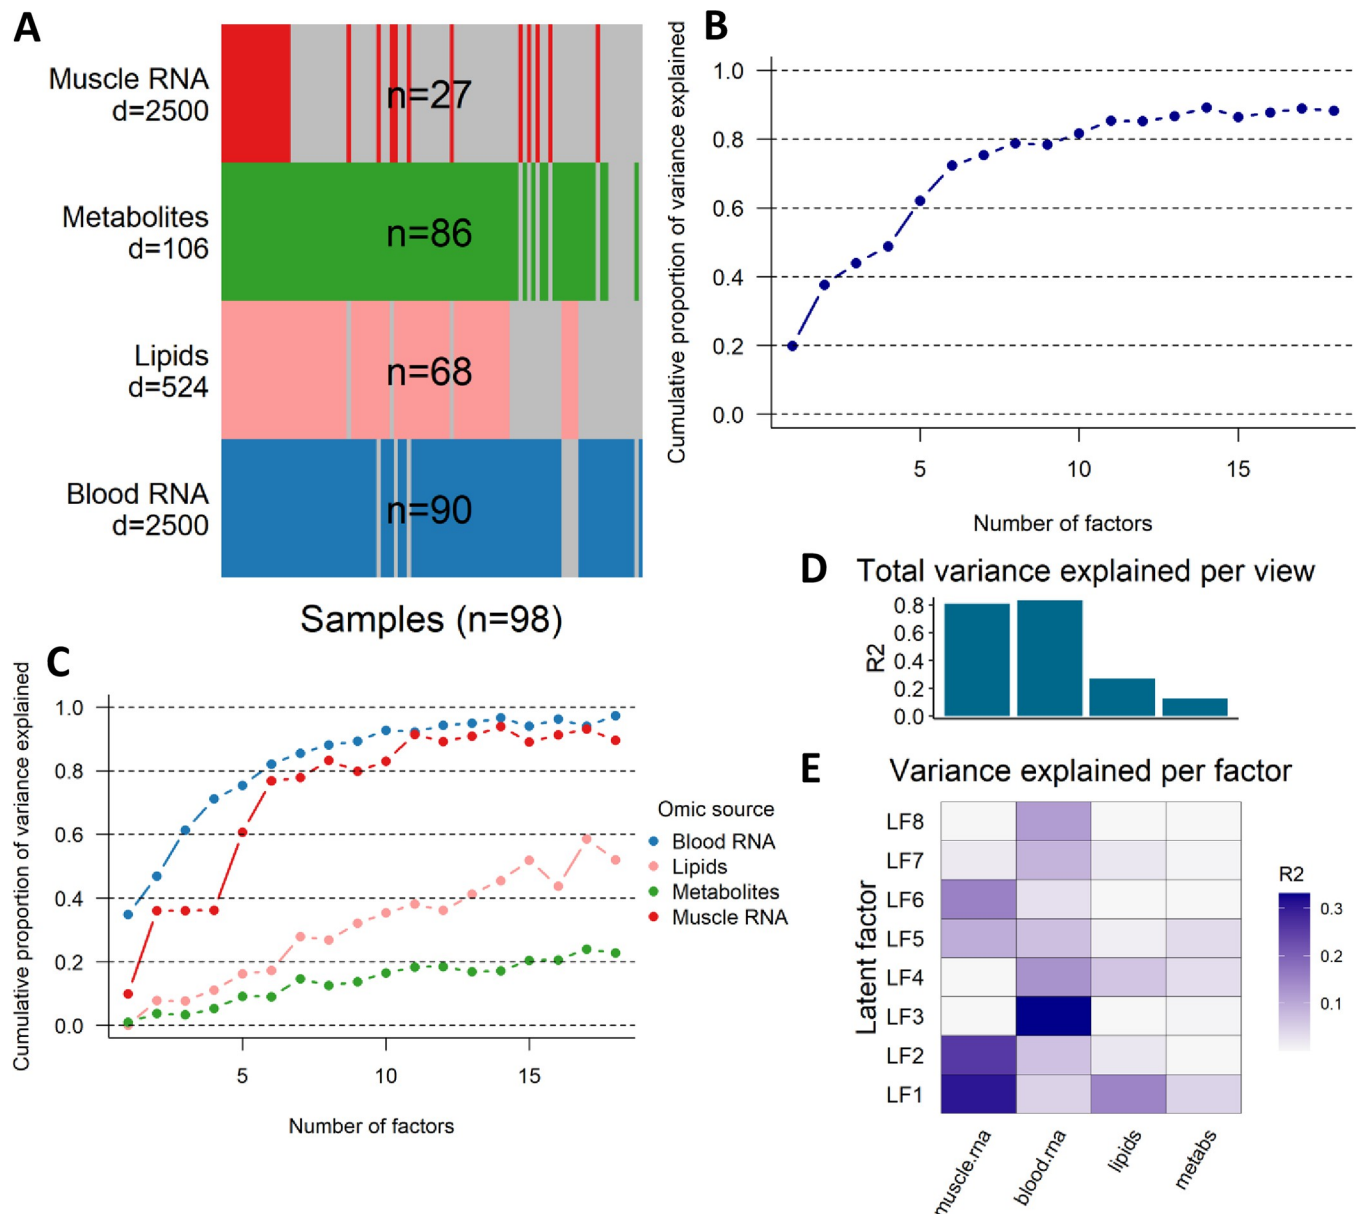 A
Muscle RNA
d=2500
n=27
Metabolites
d=106
n=86
Lipids
d=524
n=68
Blood RNA
d=2500
n=90
Samples (n=98)
B
Cumulative proportion of variance explained
1.0
0.8
0.6
0.4
0.2
0.0
5
10
15
Number of factors
C
Cumulative proportion of variance explained
1.0
0.8
0.6
0.4
0.2
0.0
5
10
15
Number of factors
Omic source
Blood RNA
Lipids
Metabolites
Muscle RNA
D
Total variance explained per view
R2
0.8
0.6
0.4
0.2
0.0
E
Variance explained per factor
Latent factor
LF8
LF7
LF6
LF5
LF4
LF3
LF2
LF1
muscle.rna
blood.rna
lipids
metabs
R2
0.3
0.2
0.1